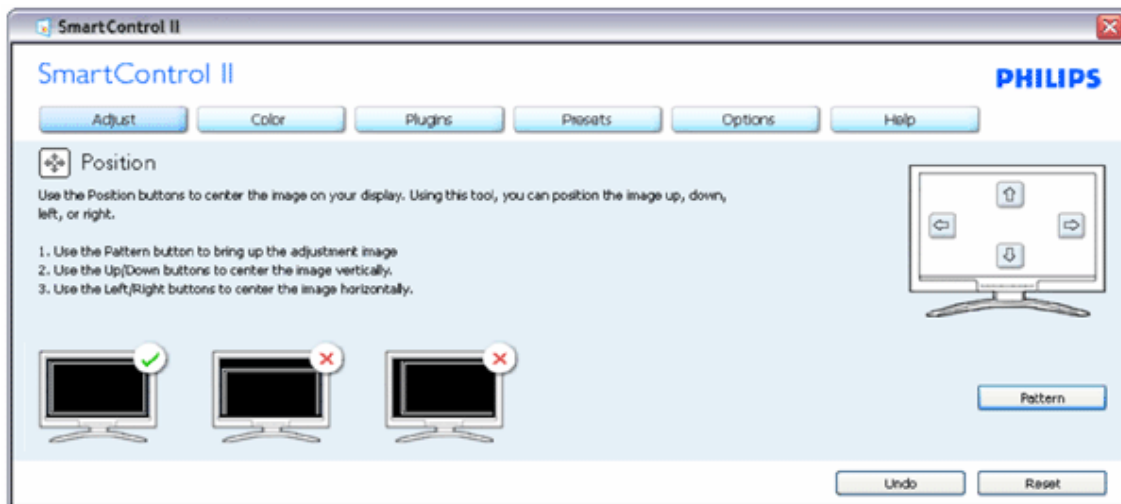 SmartControl II
SmartControl II
PHILIPS
Adjust Color Plugins Presets Options Help
Position
Use the Position buttons to center the image on your display. Using this tool, you can position the image up, down,
left, or right.
1. Use the Pattern button to bring up the adjustment image
2. Use the Up/Down buttons to center the image vertically.
3. Use the Left/Right buttons to center the image horizontally.
Pattern
Undo Reset